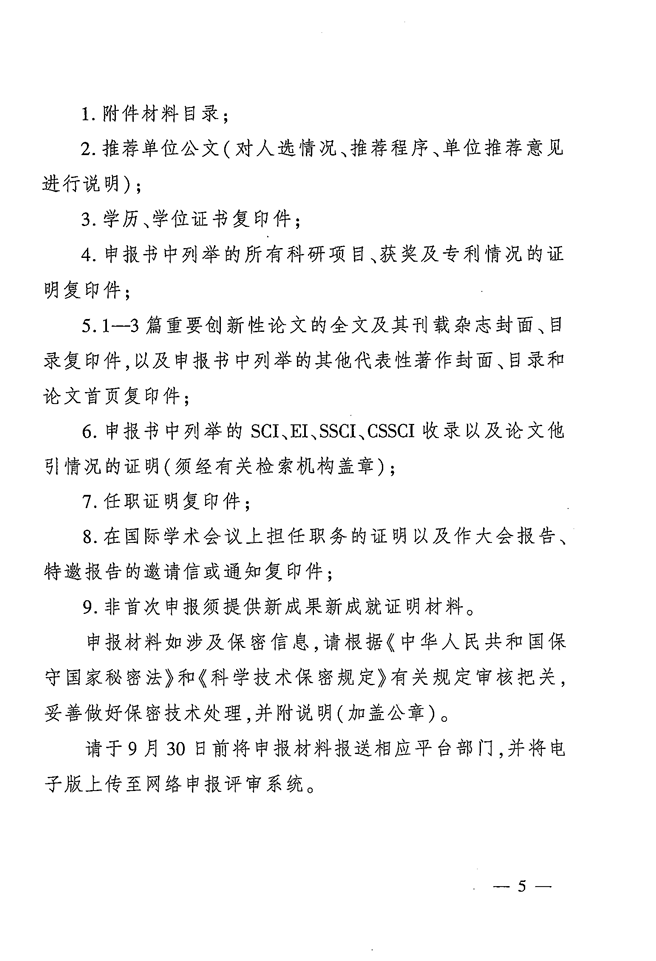 1. 附件材料目录;
2. 推荐单位公文(对人选情况、推荐程序、单位推荐意见
进行说明);
3. 学历、学位证书复印件;
4. 申报书中列举的所有科研项目、获奖及专利情况的证
明复印件;
5. 1—3 篇重要创新性论文的全文及其刊载杂志封面、目
录复印件,以及申报书中列举的其他代表性著作封面、目录和
论文首页复印件;
6. 申报书中列举的 SCI、EI、SSCI、CSSCI 收录以及论文他
引情况的证明(须经有关检索机构盖章);
7. 任职证明复印件;
8. 在国际学术会议上担任职务的证明以及作大会报告、
特邀报告的邀请信或通知复印件;
9. 非首次申报须提供新成果新成就证明材料。
申报材料如涉及保密信息,请根据《中华人民共和国保
守国家秘密法》和《科学技术保密规定》有关规定审核把关,
妥善做好保密技术处理,并附说明(加盖公章)。
请于 9 月 30 日前将申报材料报送相应平台部门,并将电
子版上传至网络申报评审系统。
— 5 —